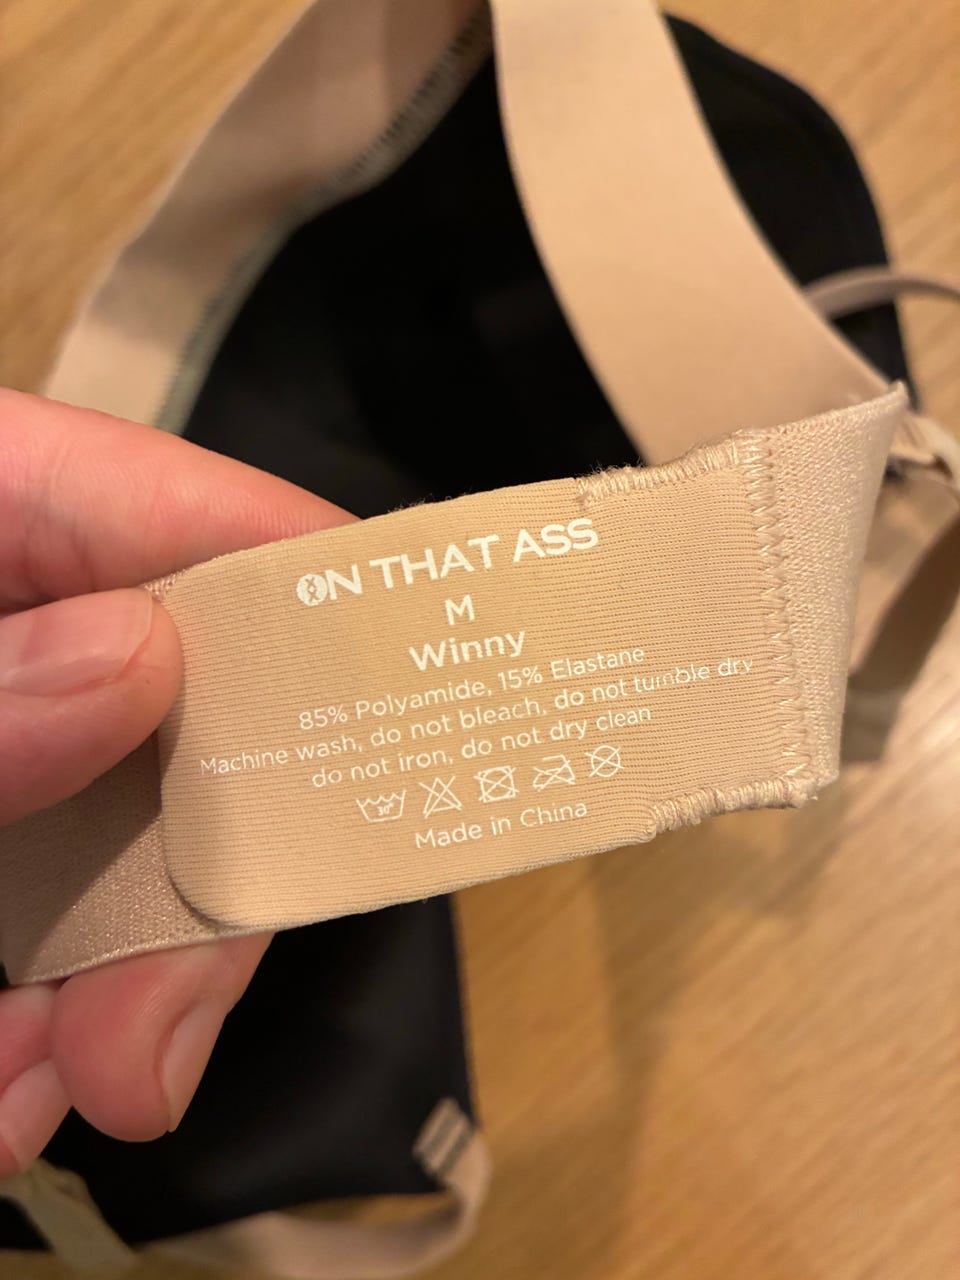 ON THAT ASS
M
Winny
85% Polyamide, 15% Elastane
Machine wash, do not bleach, do not tumble dry
do not iron, do not dry clean
30°
Made in China